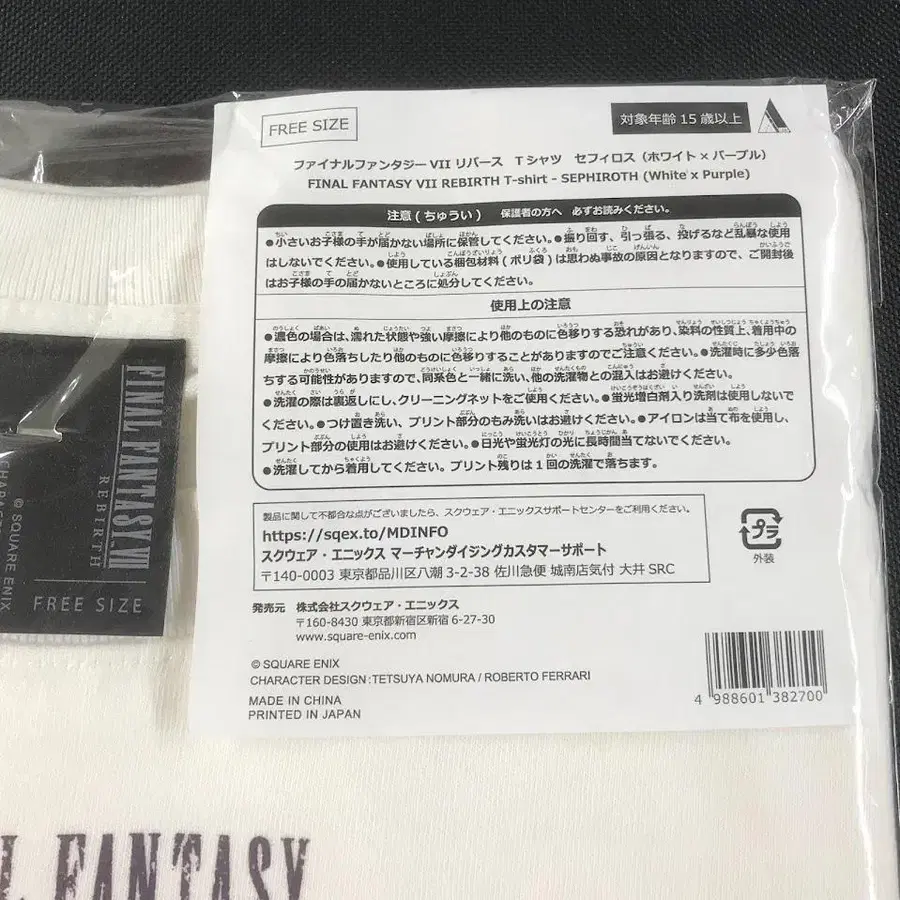 FREE SIZE
対象年齢 15 歳以上
ファイナルファンタジー VII リバース Tシャツ セフィロス（ホワイト × パープル）
FINAL FANTASY VII REBIRTH T-shirt - SEPHIROTH (White x Purple)
注意 ( ちゅうい ) 保護者の方へ 必ずお読みください。
●小さいお子様の手が届かない場所に保管してください。●振り回す、引っ張る、投げるなど乱暴な使用
はしないでください。●使用している梱包材料 ( ポリ袋 ) は思わぬ事故の原因となりますので、ご開封後
はお子様の手の届かないところに処分してください。
使用上の注意
●濃色の場合は、濡れた状態や強い摩擦により他のものに色移りする恐れがあり、染料の性質上、着用中の
摩擦により色落ちしたり他のものに色移りすることがありますのでご注意ください。●洗濯時に多少色落
ちする可能性がありますので、同系色と一緒に洗い、他の洗濯物との混入はお避けください。
●洗濯の際は裏返しにし、クリーニングネットをご使用ください。●蛍光増白剤入り洗剤は使用しない
でください。●つけ置き洗い、プリント部分のもみ洗いはお避けください。●アイロンは当て布を使用し、
プリント部分の使用はお避けください。●日光や蛍光灯の光に長時間当てないでください。
●洗濯してから着用してください。プリント残りは 1 回の洗濯で落ちます。
製品に関して不都合な点がございましたら、スクウェア・エニックスサポートセンターをご利用ください。
https://sqex.to/MDINFO
スクウェア・エニックス マーチャンダイジングカスタマーサポート
〒140-0003 東京都品川区八潮 3-2-38 佐川急便 城南店気付 大井 SRC
プラ
外装
発売元 株式会社スクウェア・エニックス
〒160-8430 東京都新宿区新宿 6-27-30
www.square-enix.com
© SQUARE ENIX
CHARACTER DESIGN : TETSUYA NOMURA / ROBERTO FERRARI
MADE IN CHINA
PRINTED IN JAPAN
4 988601 382700
FINAL FANTASY VII
REBIRTH
© SQUARE ENIX
FREE SIZE
FANTASY